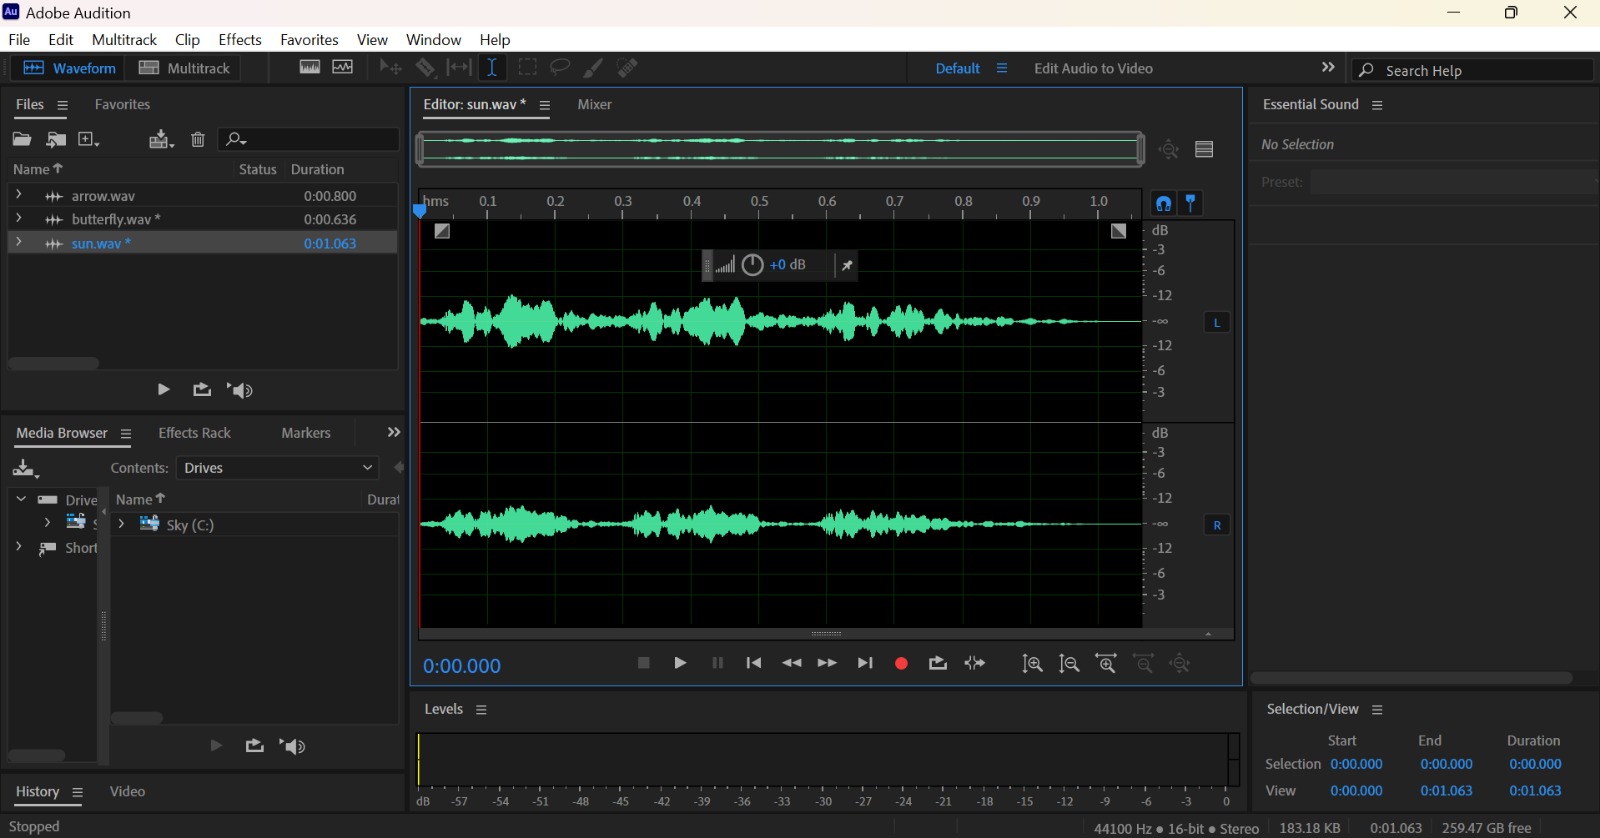 Au Adobe Audition
File Edit Multitrack Clip Effects Favorites View Window Help
Waveform Multitrack Default Edit Audio to Video Search Help
Files Favorites
Name Status Duration
arrow.wav 0:00.800
butterfly.wav * 0:00.636
sun.wav * 0:01.063
Media Browser Effects Rack Markers
Contents: Drives
Drive
Short
Name Durat
Sky (C:)
History Video
Stopped
Editor: sun.wav * Mixer
hms 0.1 0.2 0.3 0.4 0.5 0.6 0.7 0.8 0.9 1.0
+0 dB
dB
-3
-6
-12
-∞
-12
-6
-3
L
dB
-3
-6
-12
-∞
-12
-6
-3
R
0:00.000
Levels
dB -57 -54 -51 -48 -45 -42 -39 -36 -33 -30 -27 -24 -21 -18 -15 -12 -9 -6 -3 0
Essential Sound
No Selection
Preset:
Selection/View
Start End Duration
Selection 0:00.000 0:00.000 0:00.000
View 0:00.000 0:01.063 0:01.063
44100 Hz ● 16-bit ● Stereo 183.18 KB 0:01.063 259.47 GB free